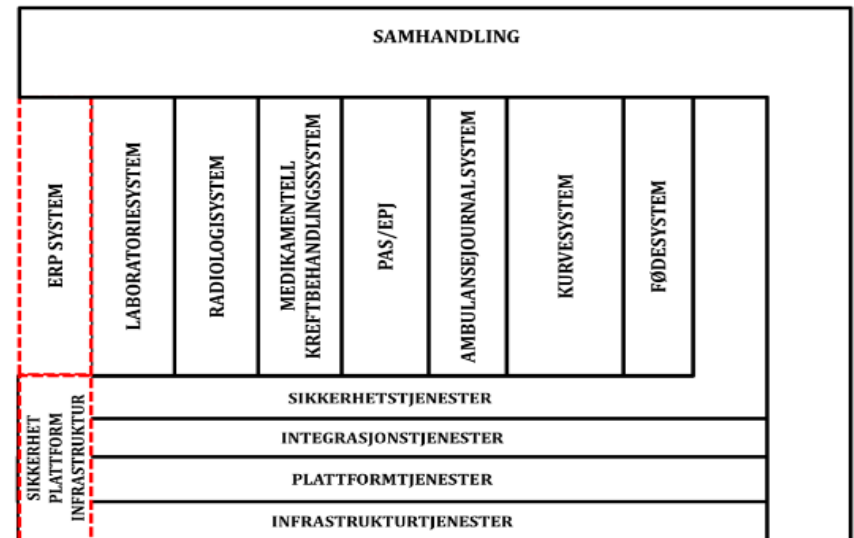 SAMHANDLING
ERP SYSTEM
LABORATORIESYSTEM
RADIOLOGISYSTEM
MEDIKAMENTELL
KREFTBEHANDLINGSSYSTEM
PAS/EPJ
AMBULANSEJOURNALSYSTEM
KURVESYSTEM
FØDESYSTEM
SIKKERHET
PLATTFORM
INFRASTRUKTUR
SIKKERHETSTJENESTER
INTEGRASJONSTJENESTER
PLATTFORMTJENESTER
INFRASTRUKTURTJENESTER